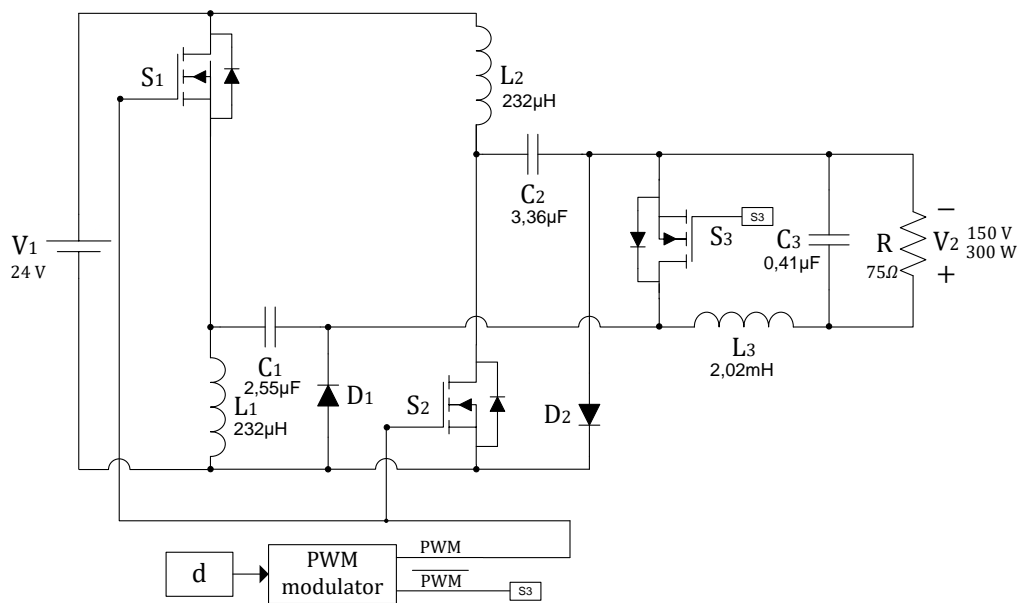 S1
L2
232µH
C2
3,36µF
S3
S3
V1
24 V
C3
0,41µF
R
75Ω
−
V2
+
150 V
300 W
C1
2,55µF
L3
2,02mH
L1
232µH
D1
S2
D2
d
PWM
modulator
PWM
PWM
S3